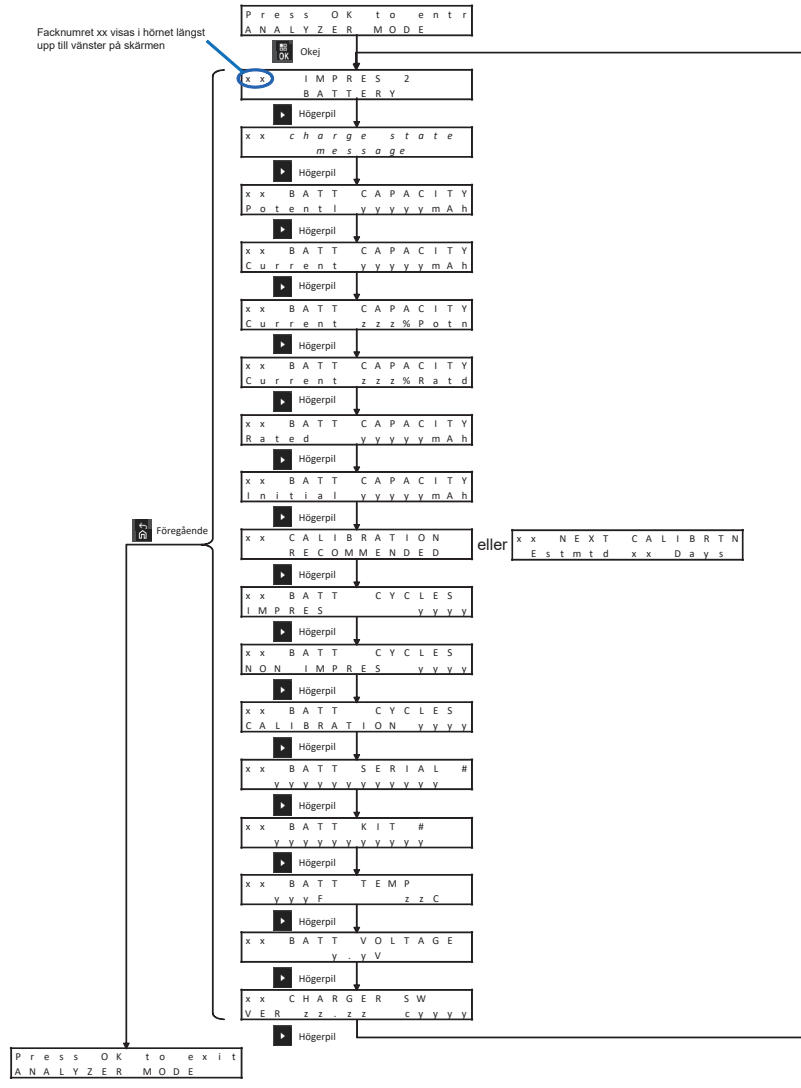 Press OK to entr
ANALYZER MODE
Facknumret xx visas i hörnet längst
upp till vänster på skärmen
OK
Okej
xx IMPRES 2
BATTERY
Högerpil
xx charge state
message
Högerpil
xx BATT CAPACITY
Potentl yyyyymAh
Högerpil
xx BATT CAPACITY
Current yyyyymAh
Högerpil
xx BATT CAPACITY
Current zzz%Potn
Högerpil
xx BATT CAPACITY
Current zzz%Ratd
Högerpil
xx BATT CAPACITY
Rated yyyyymAh
Högerpil
xx BATT CAPACITY
Initial yyyyymAh
Högerpil
Föregående
xx CALIBRATION
RECOMMENDED
eller
xx NEXT CALIBRTN
Estmtd xx Days
Högerpil
xx BATT CYCLES
IMPRES yyyy
Högerpil
xx BATT CYCLES
NON IMPRES yyyy
Högerpil
xx BATT CYCLES
CALIBRATION yyyy
Högerpil
xx BATT SERIAL #
yyyyyyyyyyyy
Högerpil
xx BATT KIT #
yyyyyyyyyyy
Högerpil
xx BATT TEMP
yyyF zzC
Högerpil
xx BATT VOLTAGE
y.yV
Högerpil
xx CHARGER SW
VER zz.zz cyyyy
Högerpil
Press OK to exit
ANALYZER MODE